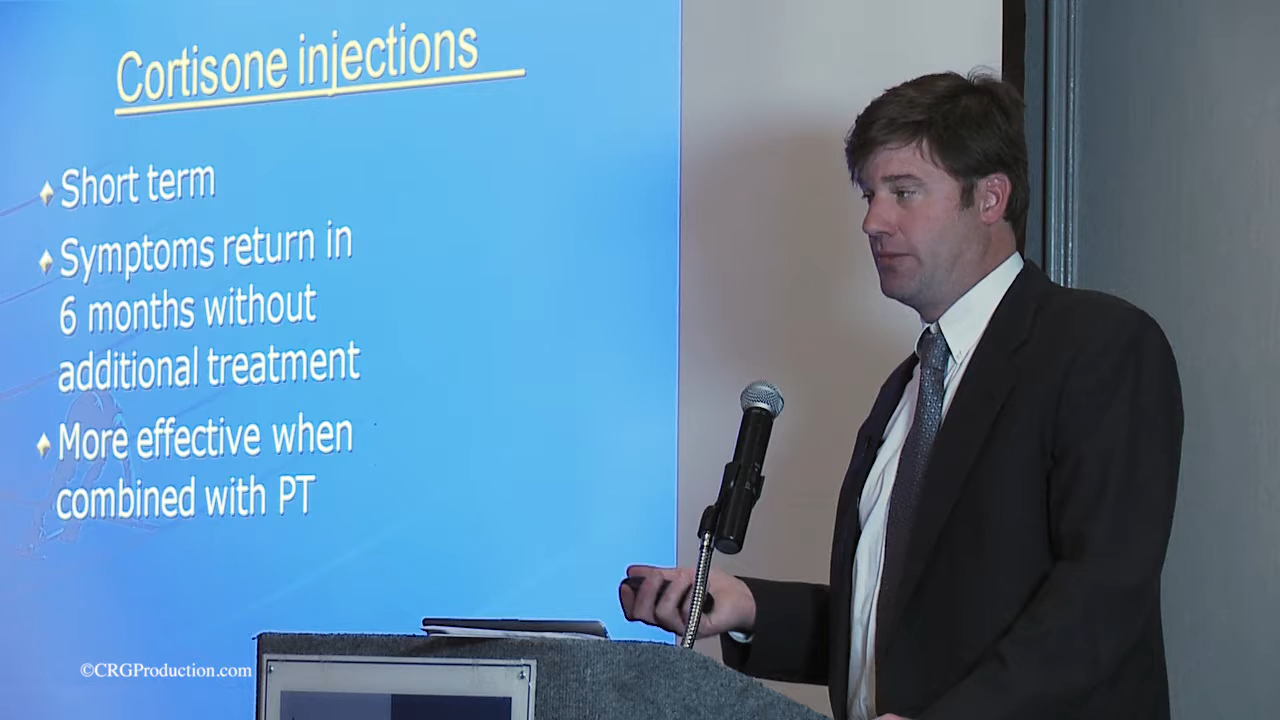 Cortisone injections
Short term
Symptoms return in
6 months without
additional treatment
More effective when
combined with PT
©CRGProduction.com